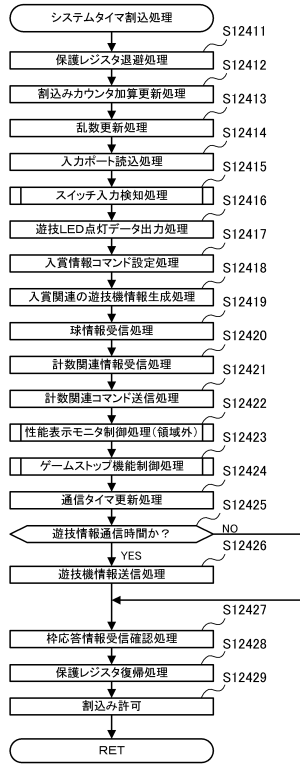 システムタイマ割込処理
S12411
保護レジスタ退避処理
S12412
割込みカウンタ加算更新処理
S12413
乱数更新処理
S12414
入力ポート読込処理
S12415
スイッチ入力検知処理
S12416
遊技LED点灯データ出力処理
S12417
入賞情報コマンド設定処理
S12418
入賞関連の遊技機情報生成処理
S12419
球情報受信処理
S12420
計数関連情報受信処理
S12421
計数関連コマンド送信処理
S12422
性能表示モニタ制御処理(領域外)
S12423
ゲームストップ機能制御処理
S12424
通信タイマ更新処理
S12425
遊技情報通信時間か?
NO
YES
S12426
遊技機情報送信処理
S12427
枠応答情報受信確認処理
S12428
保護レジスタ復帰処理
S12429
割込み許可
RET